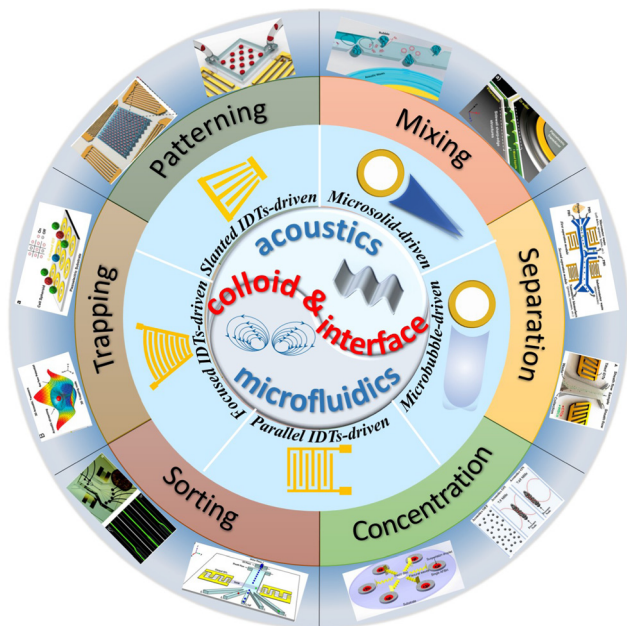 Patterning
Mixing
Separation
Concentration
Sorting
Trapping
Slanted IDTs-driven
Microsolid-driven
Microbubble-driven
Parallel IDTs-driven
Focused IDTs-driven
acoustics
colloid &
interface
microfluidics